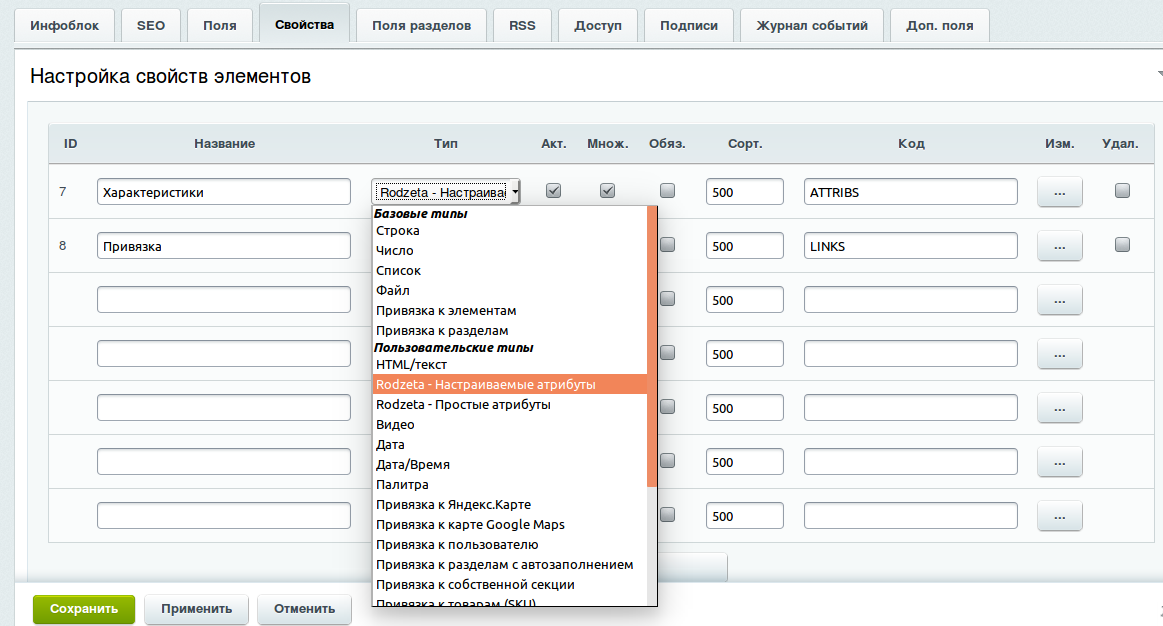 Инфоблок SEO Поля Свойства Поля разделов RSS Доступ Подписи Журнал событий Доп. поля
Настройка свойств элементов
ID Название Тип Акт. Множ. Обяз. Сорт. Код Изм. Удал.
7 Характеристики Rodzeta - Настраивае 500 ATTRIBS ...
8 Привязка 500 LINKS ...
500 ...
500 ...
500 ...
500 ...
500 ...
Базовые типы
Строка
Число
Список
Файл
Привязка к элементам
Привязка к разделам
Пользовательские типы
HTML/текст
Rodzeta - Настраиваемые атрибуты
Rodzeta - Простые атрибуты
Видео
Дата
Дата/Время
Палитра
Привязка к Яндекс.Карте
Привязка к карте Google Maps
Привязка к пользователю
Привязка к разделам с автозаполнением
Привязка к собственной секции
Привязка к товарам (SKU)
Сохранить Применить Отменить